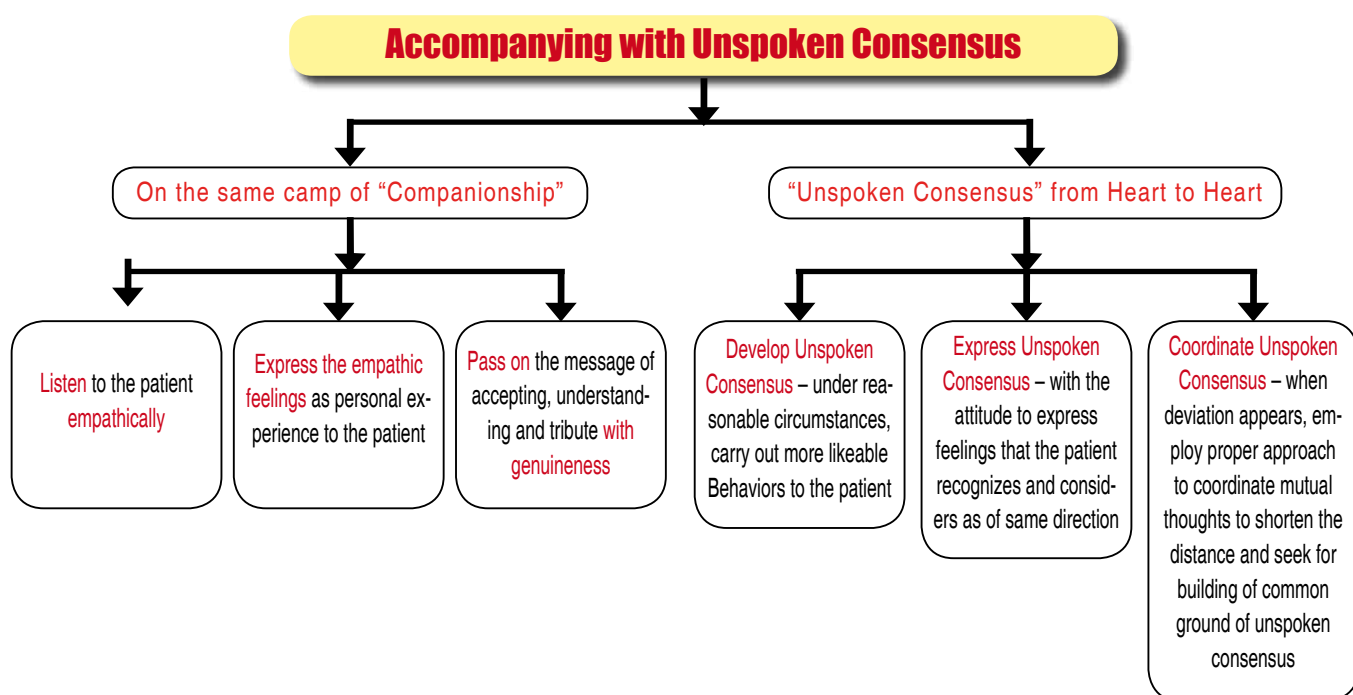 Accompanying with Unspoken Consensus
On the same camp of “Companionship”
“Unspoken Consensus” from Heart to Heart
Listen to the patient
empathically
Express the empathic
feelings as personal ex-
perience to the patient
Pass on the message of
accepting, understand-
ing and tribute with
genuineness
Develop Unspoken
Consensus – under rea-
sonable circumstances,
carry out more likeable
Behaviors to the patient
Express Unspoken
Consensus – with the
attitude to express
feelings that the patient
recognizes and consid-
ers as of same direction
Coordinate Unspoken
Consensus – when
deviation appears, em-
ploy proper approach
to coordinate mutual
thoughts to shorten the
distance and seek for
building of common
ground of unspoken
consensus